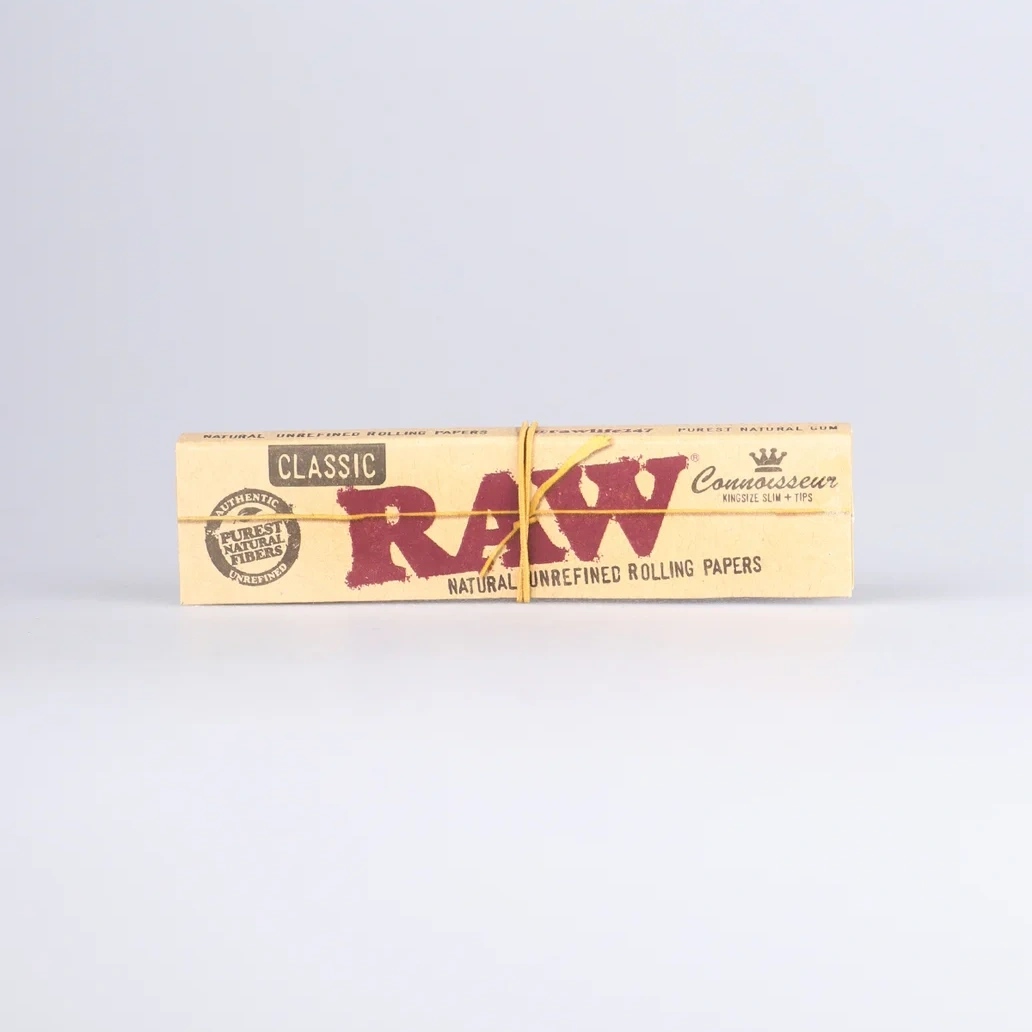 NATURAL UNREFINED ROLLING PAPERS
rawlife247
PUREST NATURAL GUM
CLASSIC
RAW®
Connoisseur
KINGSIZE SLIM + TIPS
AUTHENTIC
PUREST
NATURAL
FIBERS
UNREFINED
NATURAL UNREFINED ROLLING PAPERS